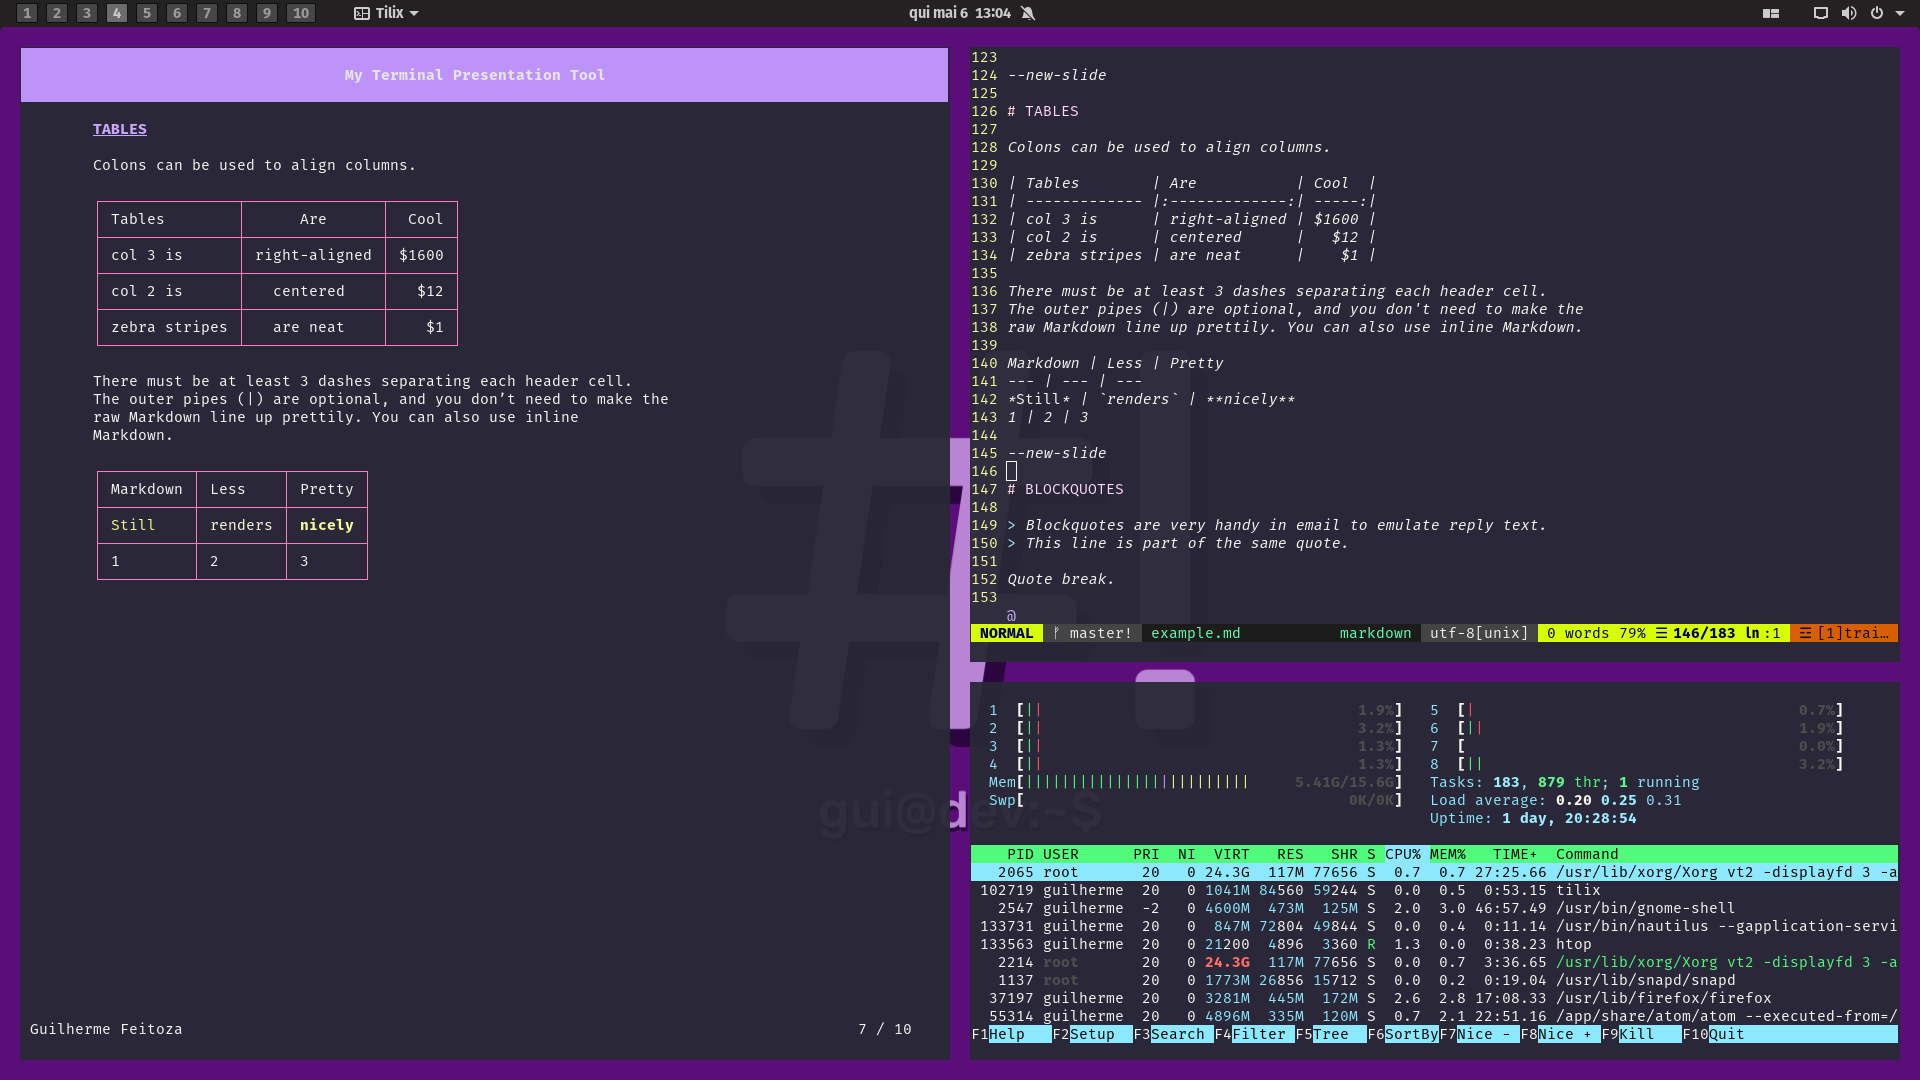 1 2 3 4 5 6 7 8 9 10 Tilix qui mai 6 13:04
My Terminal Presentation Tool
TABLES
Colons can be used to align columns.
Tables Are Cool
col 3 is right-aligned $1600
col 2 is centered $12
zebra stripes are neat $1
There must be at least 3 dashes separating each header cell.
The outer pipes (|) are optional, and you don’t need to make the
raw Markdown line up prettily. You can also use inline
Markdown.
Markdown Less Pretty
Still renders nicely
1 2 3
Guilherme Feitoza 7 / 10
123
124 --new-slide
125
126 # TABLES
127
128 Colons can be used to align columns.
129
130 | Tables        | Are           | Cool  |
131 | ------------- |:-------------:| -----:|
132 | col 3 is      | right-aligned | $1600 |
133 | col 2 is      | centered      |   $12 |
134 | zebra stripes | are neat      |    $1 |
135
136 There must be at least 3 dashes separating each header cell.
137 The outer pipes (|) are optional, and you don't need to make the
138 raw Markdown line up prettily. You can also use inline Markdown.
139
140 Markdown | Less | Pretty
141 --- | --- | ---
142 *Still* | `renders` | **nicely**
143 1 | 2 | 3
144
145 --new-slide
146
147 # BLOCKQUOTES
148
149 > Blockquotes are very handy in email to emulate reply text.
150 > This line is part of the same quote.
151
152 Quote break.
153
@
NORMAL master! example.md markdown utf-8[unix] 0 words 79% ☰ 146/183 ln :1 ☲ [1]trai…
#!
gui@dev:~$
1 [|| 1.9%] 5 [| 0.7%]
2 [|| 3.2%] 6 [|| 1.9%]
3 [|| 1.3%] 7 [ 0.0%]
4 [|| 1.3%] 8 [|| 3.2%]
Mem[||||||||||||||||||||||||| 5.41G/15.6G] Tasks: 183, 879 thr; 1 running
Swp[ 0K/0K] Load average: 0.20 0.25 0.31
Uptime: 1 day, 20:28:54
PID USER PRI NI VIRT RES SHR S CPU% MEM% TIME+ Command
2065 root 20 0 24.3G 117M 77656 S 0.7 0.7 27:25.66 /usr/lib/xorg/Xorg vt2 -displayfd 3 -a
102719 guilherme 20 0 1041M 84560 59244 S 0.0 0.5 0:53.15 tilix
2547 guilherme -2 0 4600M 473M 125M S 2.0 3.0 46:57.49 /usr/bin/gnome-shell
133731 guilherme 20 0 847M 72804 49844 S 0.0 0.4 0:11.14 /usr/bin/nautilus --gapplication-servi
133563 guilherme 20 0 21200 4896 3360 R 1.3 0.0 0:38.23 htop
2214 root 20 0 24.3G 117M 77656 S 0.0 0.7 3:36.65 /usr/lib/xorg/Xorg vt2 -displayfd 3 -a
1137 root 20 0 1773M 26856 15712 S 0.0 0.2 0:19.04 /usr/lib/snapd/snapd
37197 guilherme 20 0 3281M 445M 172M S 2.6 2.8 17:08.33 /usr/lib/firefox/firefox
55314 guilherme 20 0 4896M 335M 120M S 0.7 2.1 22:51.16 /app/share/atom/atom --executed-from=/
F1Help F2Setup F3Search F4Filter F5Tree F6SortBy F7Nice - F8Nice + F9Kill F10Quit